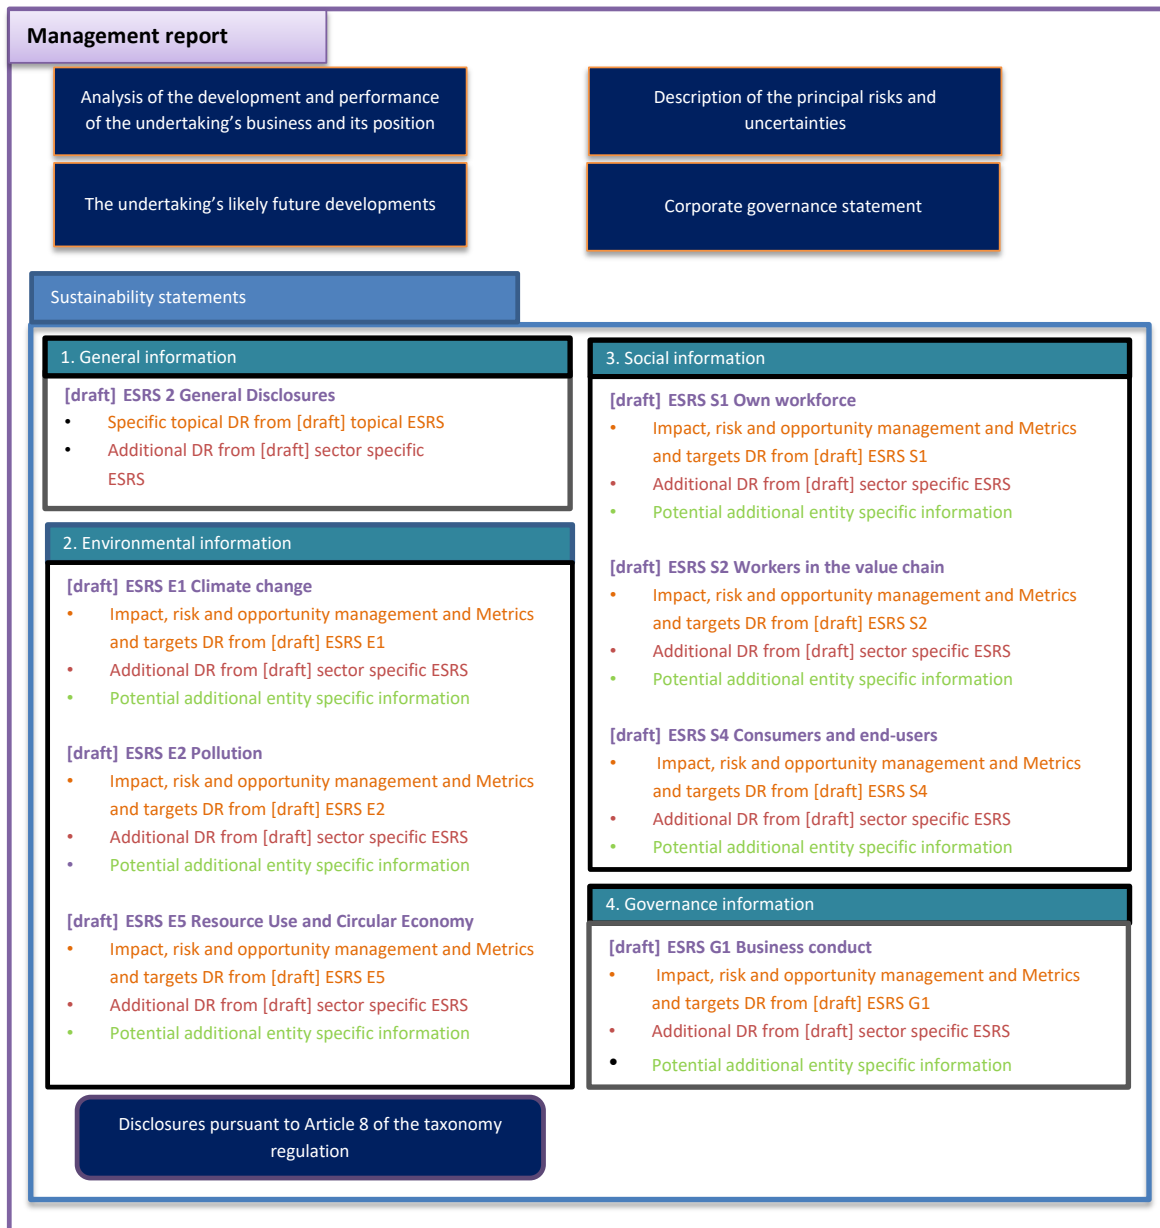 Management report
Analysis of the development and performance
of the undertaking’s business and its position
Description of the principal risks and
uncertainties
The undertaking’s likely future developments
Corporate governance statement
Sustainability statements
1. General information
[draft] ESRS 2 General Disclosures
• Specific topical DR from [draft] topical ESRS
• Additional DR from [draft] sector specific
ESRS
2. Environmental information
[draft] ESRS E1 Climate change
• Impact, risk and opportunity management and Metrics
and targets DR from [draft] ESRS E1
• Additional DR from [draft] sector specific ESRS
• Potential additional entity specific information
[draft] ESRS E2 Pollution
• Impact, risk and opportunity management and Metrics
and targets DR from [draft] ESRS E2
• Additional DR from [draft] sector specific ESRS
• Potential additional entity specific information
[draft] ESRS E5 Resource Use and Circular Economy
• Impact, risk and opportunity management and Metrics
and targets DR from [draft] ESRS E5
• Additional DR from [draft] sector specific ESRS
• Potential additional entity specific information
Disclosures pursuant to Article 8 of the taxonomy
regulation
3. Social information
[draft] ESRS S1 Own workforce
• Impact, risk and opportunity management and Metrics
and targets DR from [draft] ESRS S1
• Additional DR from [draft] sector specific ESRS
• Potential additional entity specific information
[draft] ESRS S2 Workers in the value chain
• Impact, risk and opportunity management and Metrics
and targets DR from [draft] ESRS S2
• Additional DR from [draft] sector specific ESRS
• Potential additional entity specific information
[draft] ESRS S4 Consumers and end-users
• Impact, risk and opportunity management and Metrics
and targets DR from [draft] ESRS S4
• Additional DR from [draft] sector specific ESRS
• Potential additional entity specific information
4. Governance information
[draft] ESRS G1 Business conduct
• Impact, risk and opportunity management and Metrics
and targets DR from [draft] ESRS G1
• Additional DR from [draft] sector specific ESRS
• Potential additional entity specific information